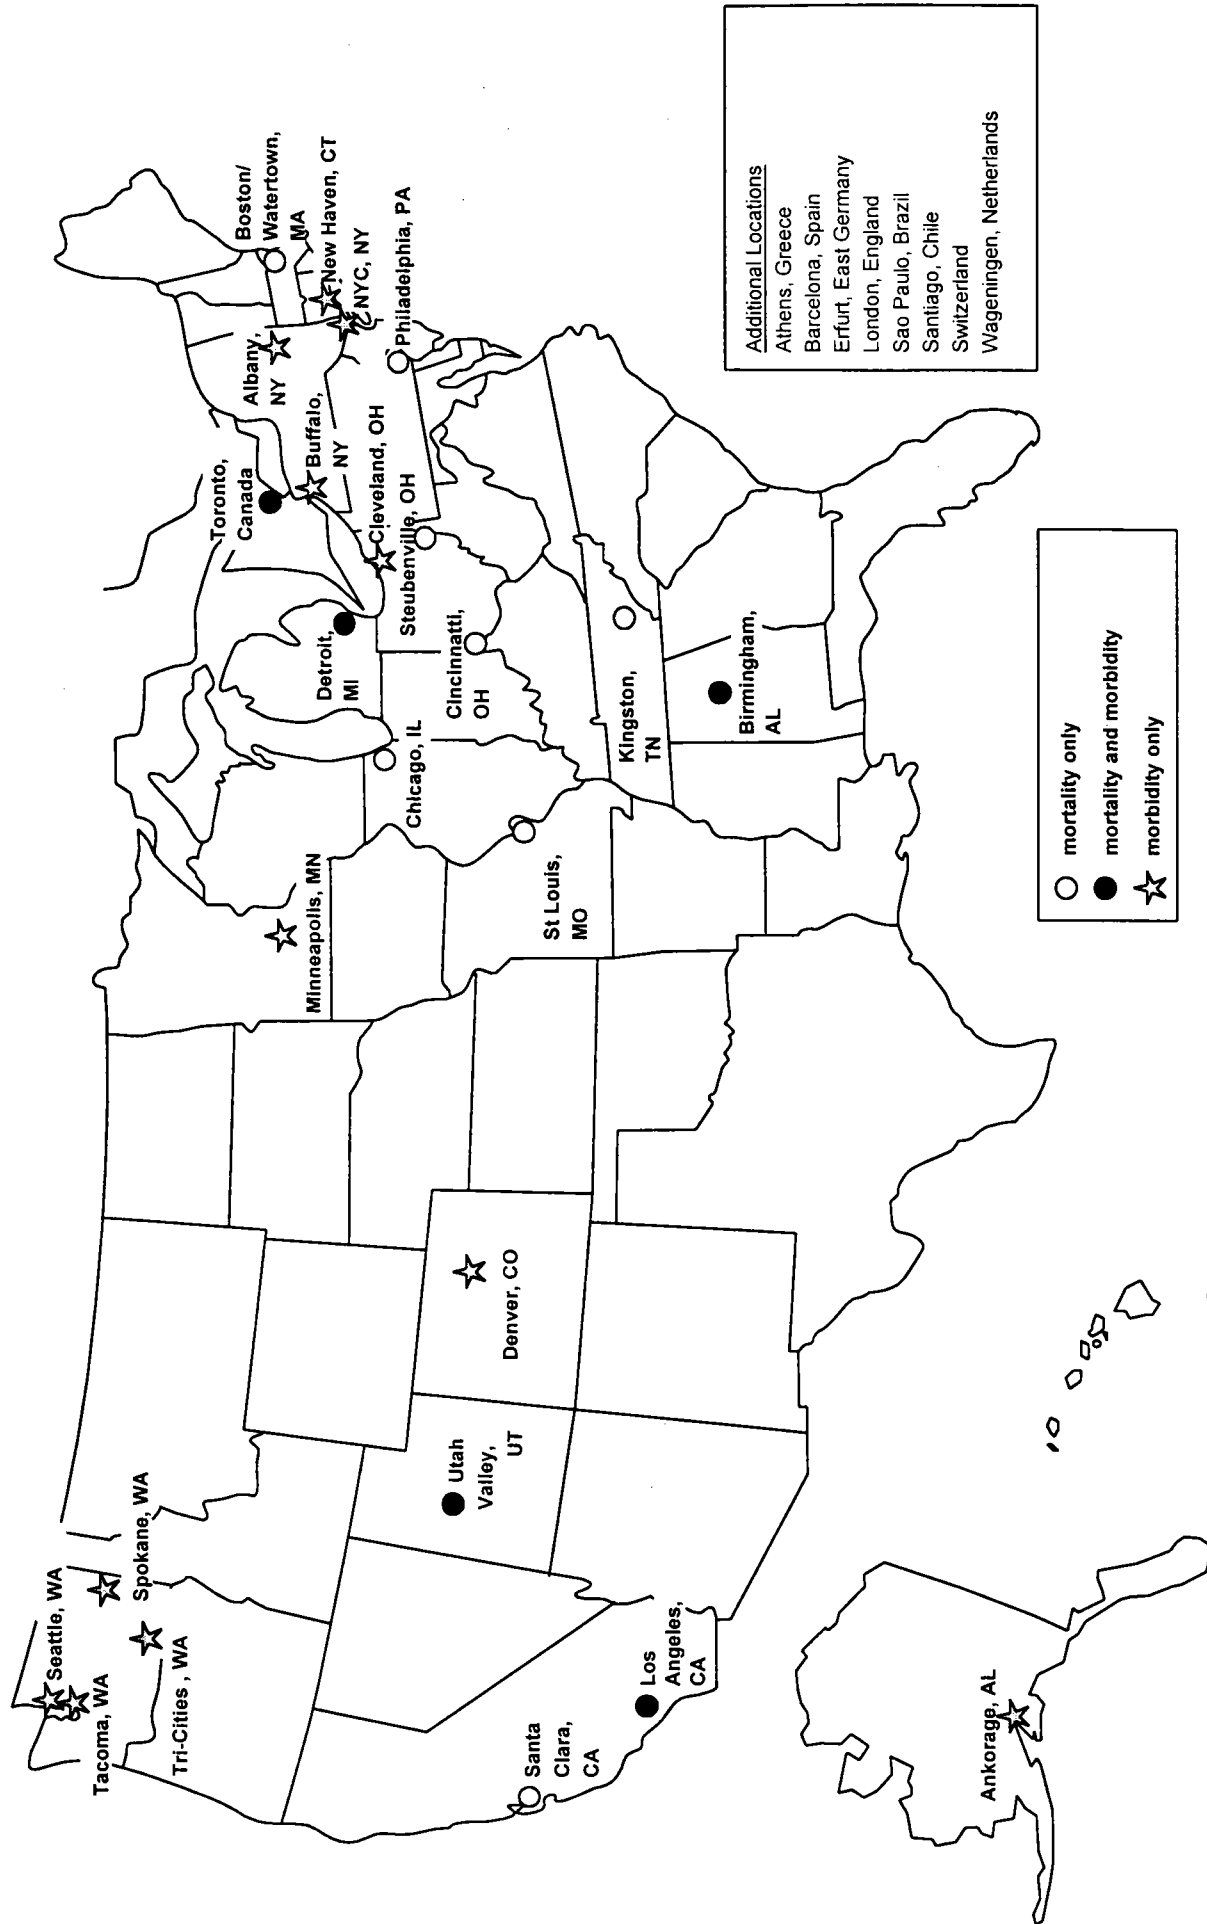 Seattle, WA
Tacoma, WA
Spokane, WA
Tri-Cities , WA
Minneapolis, MN
Toronto,
Canada
Detroit,
MI
Buffalo,
NY
Albany,
NY
Boston/
Watertown,
MA
New Haven, CT
NYC, NY
Philadelphia, PA
Cleveland, OH
Steubenville, OH
Cincinnatti,
OH
Chicago, IL
St Louis,
MO
Kingston,
TN
Birmingham,
AL
Denver, CO
Utah
Valley,
UT
Santa
Clara,
CA
Los
Angeles,
CA
Ankorage, AL
mortality only
mortality and morbidity
morbidity only
Additional Locations
Athens, Greece
Barcelona, Spain
Erfurt, East Germany
London, England
Sao Paulo, Brazil
Santiago, Chile
Switzerland
Wageningen, Netherlands